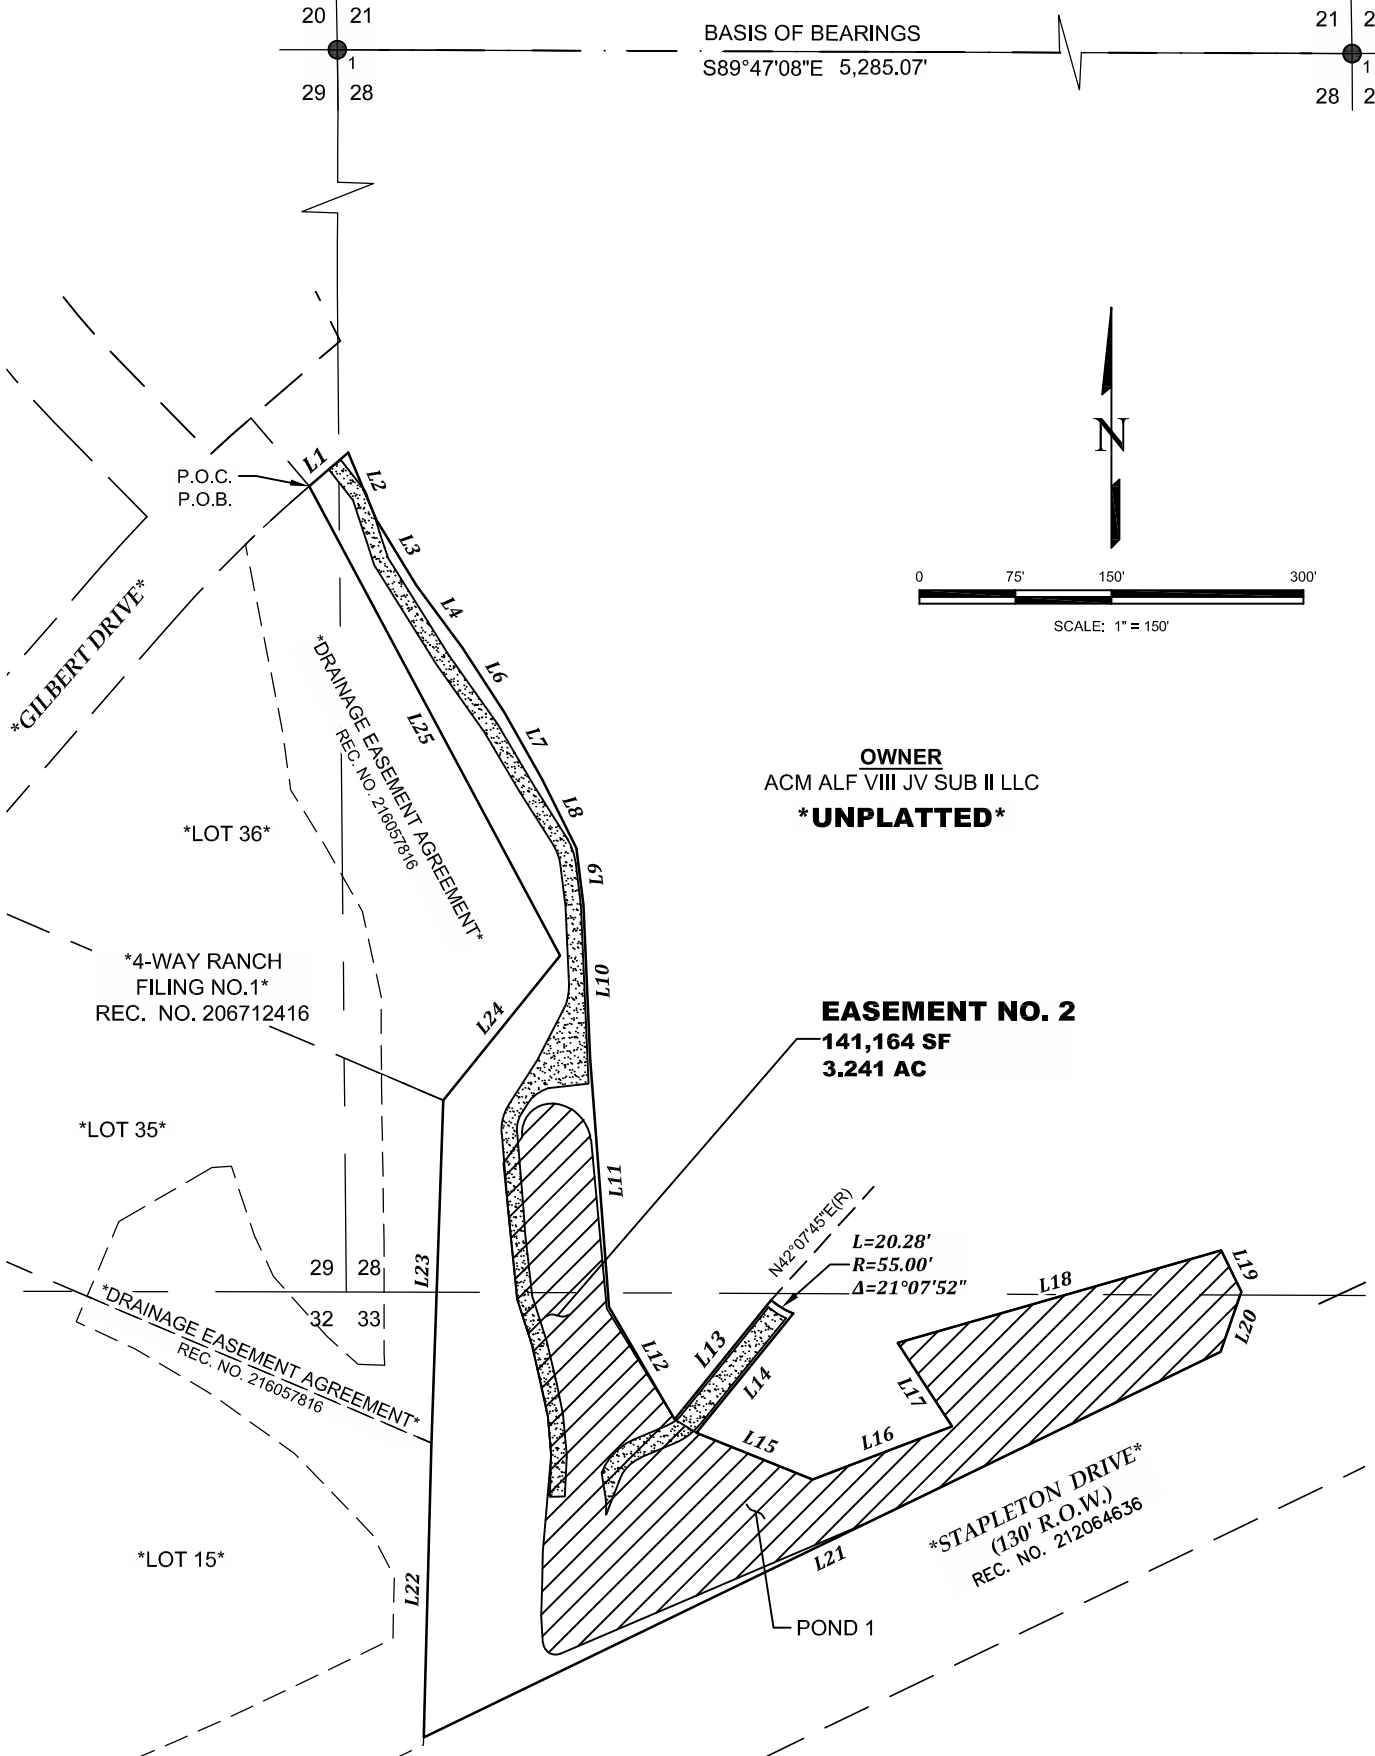 20 21
21 2
BASIS OF BEARINGS
S89°47'08"E 5,285.07'
1
1
29 28
28 2
N
0 75' 150' 300'
SCALE: 1" = 150'
P.O.C.
P.O.B.
L1
L2
L3
L4
L6
L7
L8
L9
L10
L11
L12
L13
L14
L15
L16
L17
L18
L19
L20
L21
L22
L23
L24
L25
*GILBERT DRIVE*
*DRAINAGE EASEMENT AGREEMENT*
REC. NO. 216057816
OWNER
ACM ALF VIII JV SUB II LLC
*UNPLATTED*
*LOT 36*
*4-WAY RANCH
FILING NO.1*
REC. NO. 206712416
EASEMENT NO. 2
141,164 SF
3.241 AC
*LOT 35*
N42°07'45"E(R)
L=20.28'
R=55.00'
Δ=21°07'52"
29 28
32 33
*DRAINAGE EASEMENT AGREEMENT*
REC. NO. 216057816
*STAPLETON DRIVE*
(130' R.O.W.)
REC. NO. 212064636
*LOT 15*
POND 1